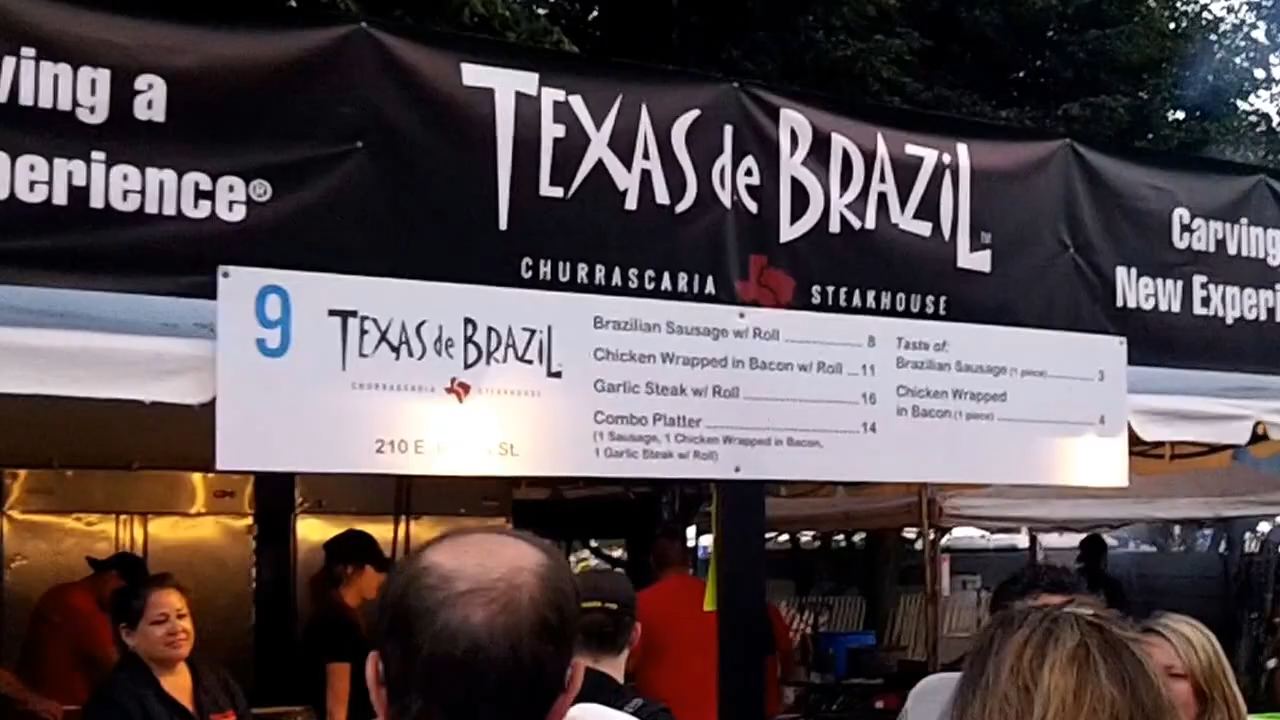 ving a
perience®
TEXAS de BRAZiL™
CHURRASCARIA STEAKHOUSE
Carving
New Experi
9
TEXAS de BRAZiL
CHURRASCARIA STEAKHOUSE
210 E. St.
Brazilian Sausage w/ Roll 8
Chicken Wrapped in Bacon w/ Roll 11
Garlic Steak w/ Roll 16
Combo Platter 14
(1 Sausage, 1 Chicken Wrapped in Bacon,
1 Garlic Steak w/ Roll)
Taste of:
Brazilian Sausage (1 piece) 3
Chicken Wrapped
in Bacon (1 piece) 4